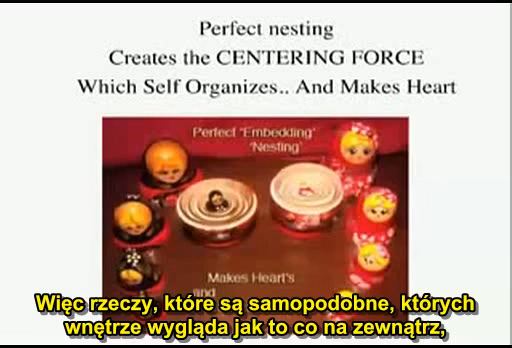 Perfect nesting
Creates the CENTERING FORCE
Which Self Organizes.. And Makes Heart
Perfect "Embedding"
"Nesting"
Makes Heart's
and
Więc rzeczy, które są samopodobne, których
wnętrze wygląda jak to co na zewnątrz,